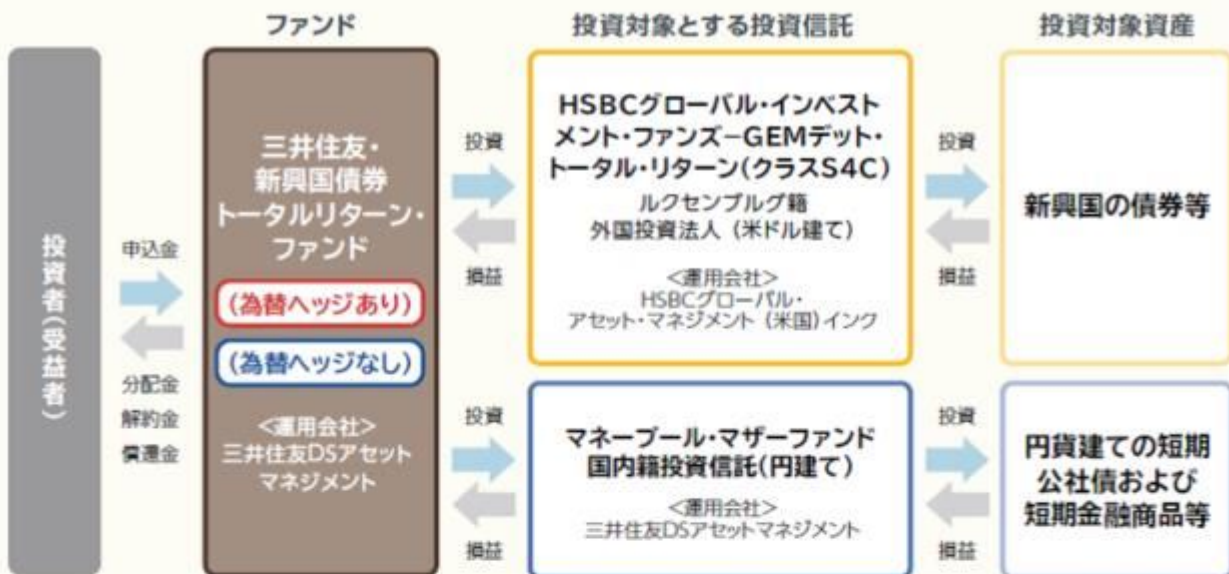 ファンド
投資対象とする投資信託
投資対象資産
投資者(受益者)
申込金
分配金
解約金
償還金
三井住友・
新興国債券
トータルリターン・
ファンド
(為替ヘッジあり)
(為替ヘッジなし)
<運用会社>
三井住友DSアセット
マネジメント
投資
損益
HSBCグローバル・インベスト
メント・ファンズ-GEMデット・
トータル・リターン(クラスS4C)
ルクセンブルグ籍
外国投資法人 (米ドル建て)
<運用会社>
HSBCグローバル・
アセット・マネジメント (米国) インク
投資
損益
新興国の債券等
投資
損益
マネープール・マザーファンド
国内籍投資信託(円建て)
<運用会社>
三井住友DSアセットマネジメント
投資
損益
円貨建ての短期
公社債および
短期金融商品等